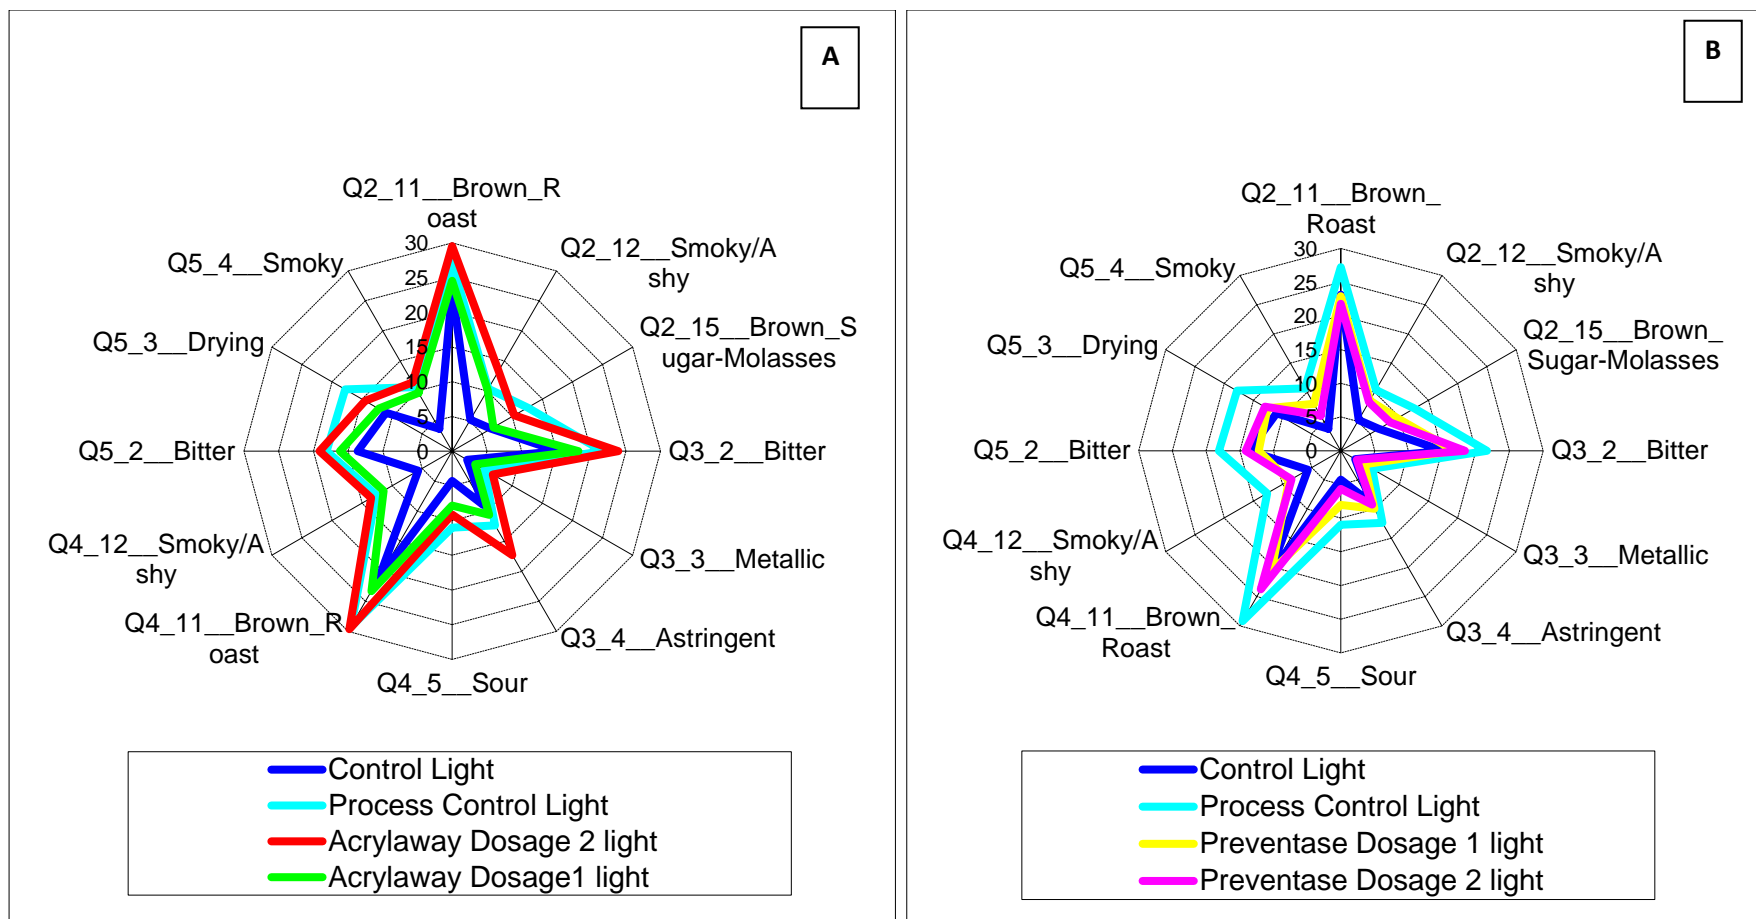 A
Q2_11__Brown_R
oast
Q2_12__Smoky/A
shy
Q2_15__Brown_S
ugar-Molasses
Q3_2__Bitter
Q3_3__Metallic
Q3_4__Astringent
Q4_5__Sour
Q4_11__Brown_R
oast
Q4_12__Smoky/A
shy
Q5_2__Bitter
Q5_3__Drying
Q5_4__Smoky
30
25
20
15
10
5
0
Control Light
Process Control Light
Acrylaway Dosage 2 light
Acrylaway Dosage1 light
B
Q2_11__Brown_
Roast
Q2_12__Smoky/A
shy
Q2_15__Brown_
Sugar-Molasses
Q3_2__Bitter
Q3_3__Metallic
Q3_4__Astringent
Q4_5__Sour
Q4_11__Brown_
Roast
Q4_12__Smoky/A
shy
Q5_2__Bitter
Q5_3__Drying
Q5_4__Smoky
30
25
20
15
10
5
0
Control Light
Process Control Light
Preventase Dosage 1 light
Preventase Dosage 2 light